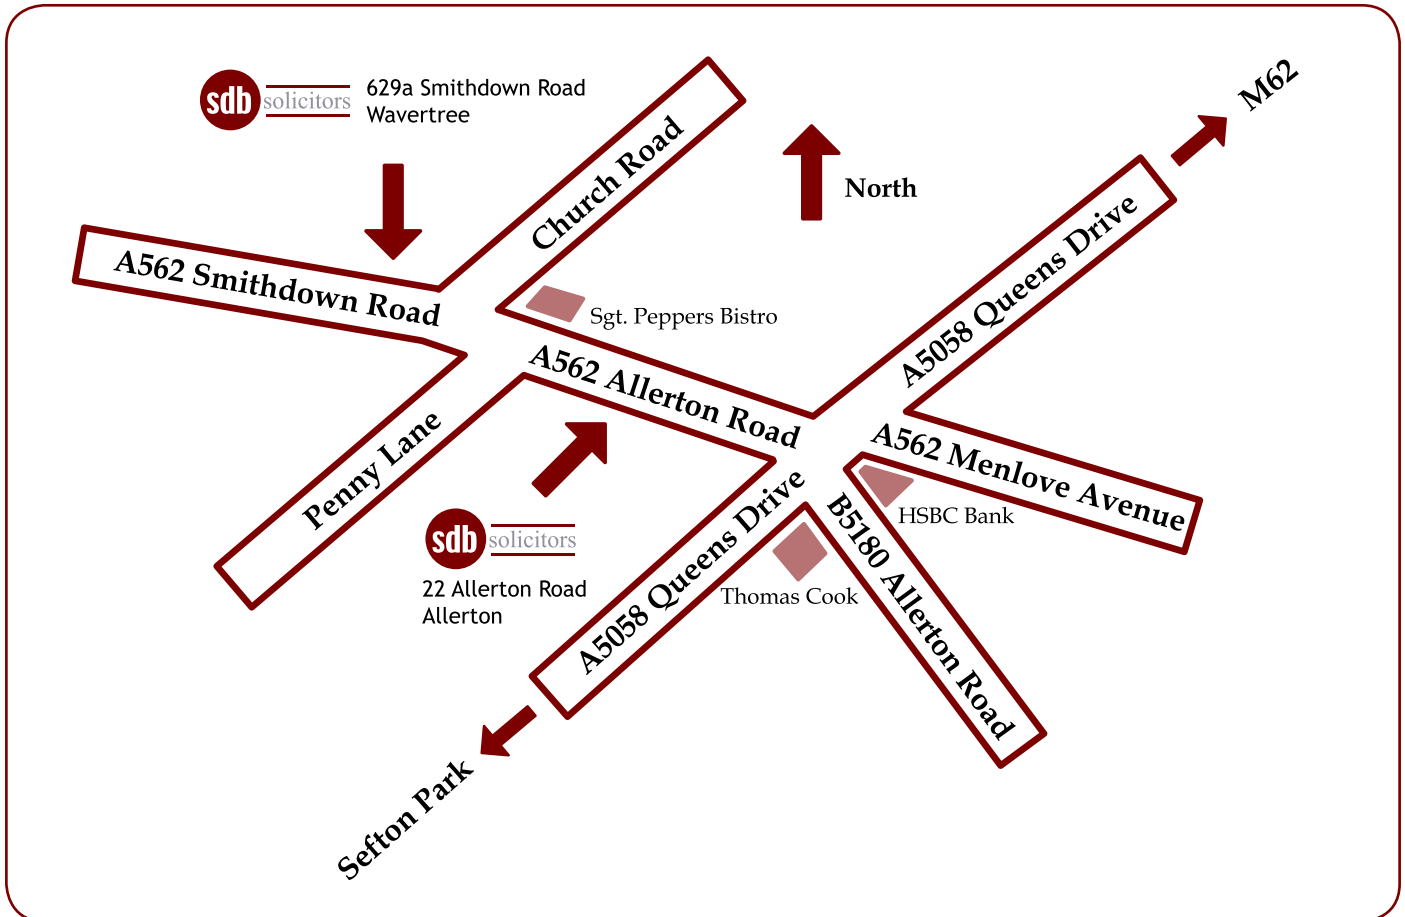 sdb solicitors
629a Smithdown Road
Wavertree
M62
Church Road
North
A5058 Queens Drive
A562 Smithdown Road
Sgt. Peppers Bistro
A562 Allerton Road
A562 Menlove Avenue
Penny Lane
HSBC Bank
sdb solicitors
22 Allerton Road
Allerton
A5058 Queens Drive
Thomas Cook
B5180 Allerton Road
Sefton Park